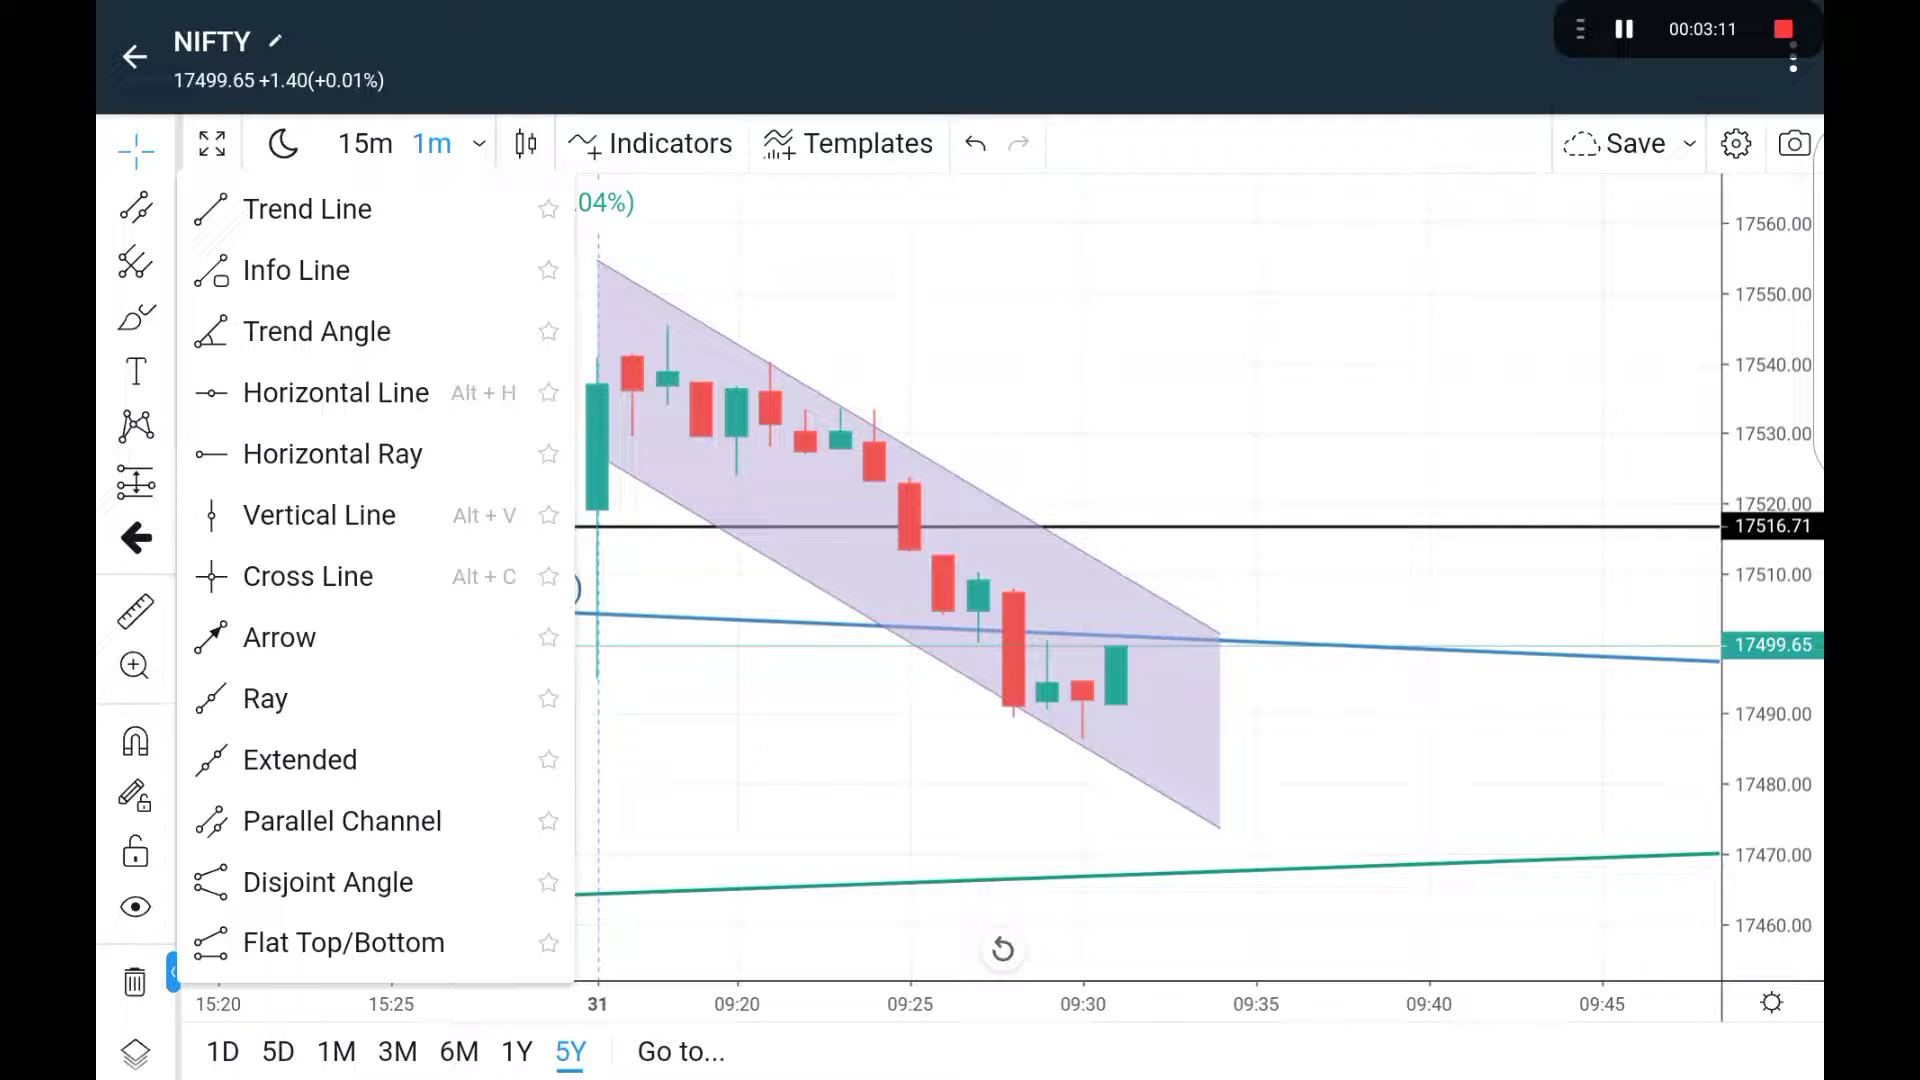 NIFTY
17499.65 +1.40(+0.01%)
00:03:11
15m 1m Indicators Templates Save
04%)
Trend Line
Info Line
Trend Angle
Horizontal Line Alt + H
Horizontal Ray
Vertical Line Alt + V
Cross Line Alt + C
Arrow
Ray
Extended
Parallel Channel
Disjoint Angle
Flat Top/Bottom
)
17560.00
17550.00
17540.00
17530.00
17520.00
17516.71
17510.00
17499.65
17490.00
17480.00
17470.00
17460.00
15:20 15:25 31 09:20 09:25 09:30 09:35 09:40 09:45
1D 5D 1M 3M 6M 1Y 5Y Go to...